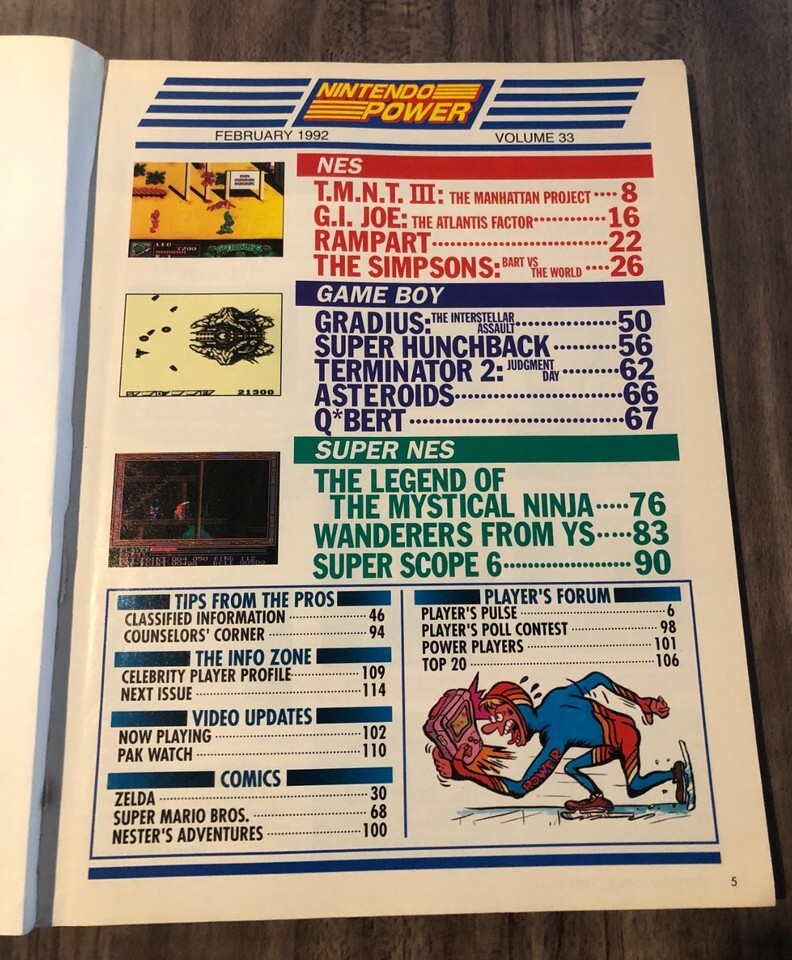 NINTENDO
POWER
FEBRUARY 1992 VOLUME 33
NES
T.M.N.T. III: THE MANHATTAN PROJECT ···· 8
G.I. JOE: THE ATLANTIS FACTOR ············ 16
RAMPART ···························· 22
THE SIMPSONS: BART VS THE WORLD ···· 26
GAME BOY
GRADIUS: THE INTERSTELLAR ASSAULT ················ 50
SUPER HUNCHBACK ·········· 56
TERMINATOR 2: JUDGMENT DAY ········· 62
ASTEROIDS ························· 66
Q*BERT ································ 67
21300
SUPER NES
THE LEGEND OF
THE MYSTICAL NINJA ····· 76
WANDERERS FROM YS ····· 83
SUPER SCOPE 6 ······················ 90
TIPS FROM THE PROS
CLASSIFIED INFORMATION ················· 46
COUNSELORS' CORNER ····················· 94
THE INFO ZONE
CELEBRITY PLAYER PROFILE ················ 109
NEXT ISSUE ···································· 114
VIDEO UPDATES
NOW PLAYING ································ 102
PAK WATCH ··································· 110
COMICS
ZELDA ··········································· 30
SUPER MARIO BROS. ························· 68
NESTER'S ADVENTURES ······················ 100
PLAYER'S FORUM
PLAYER'S PULSE ······························· 6
PLAYER'S POLL CONTEST ···················· 98
POWER PLAYERS ······························ 101
TOP 20 ········································· 106
POWER
5